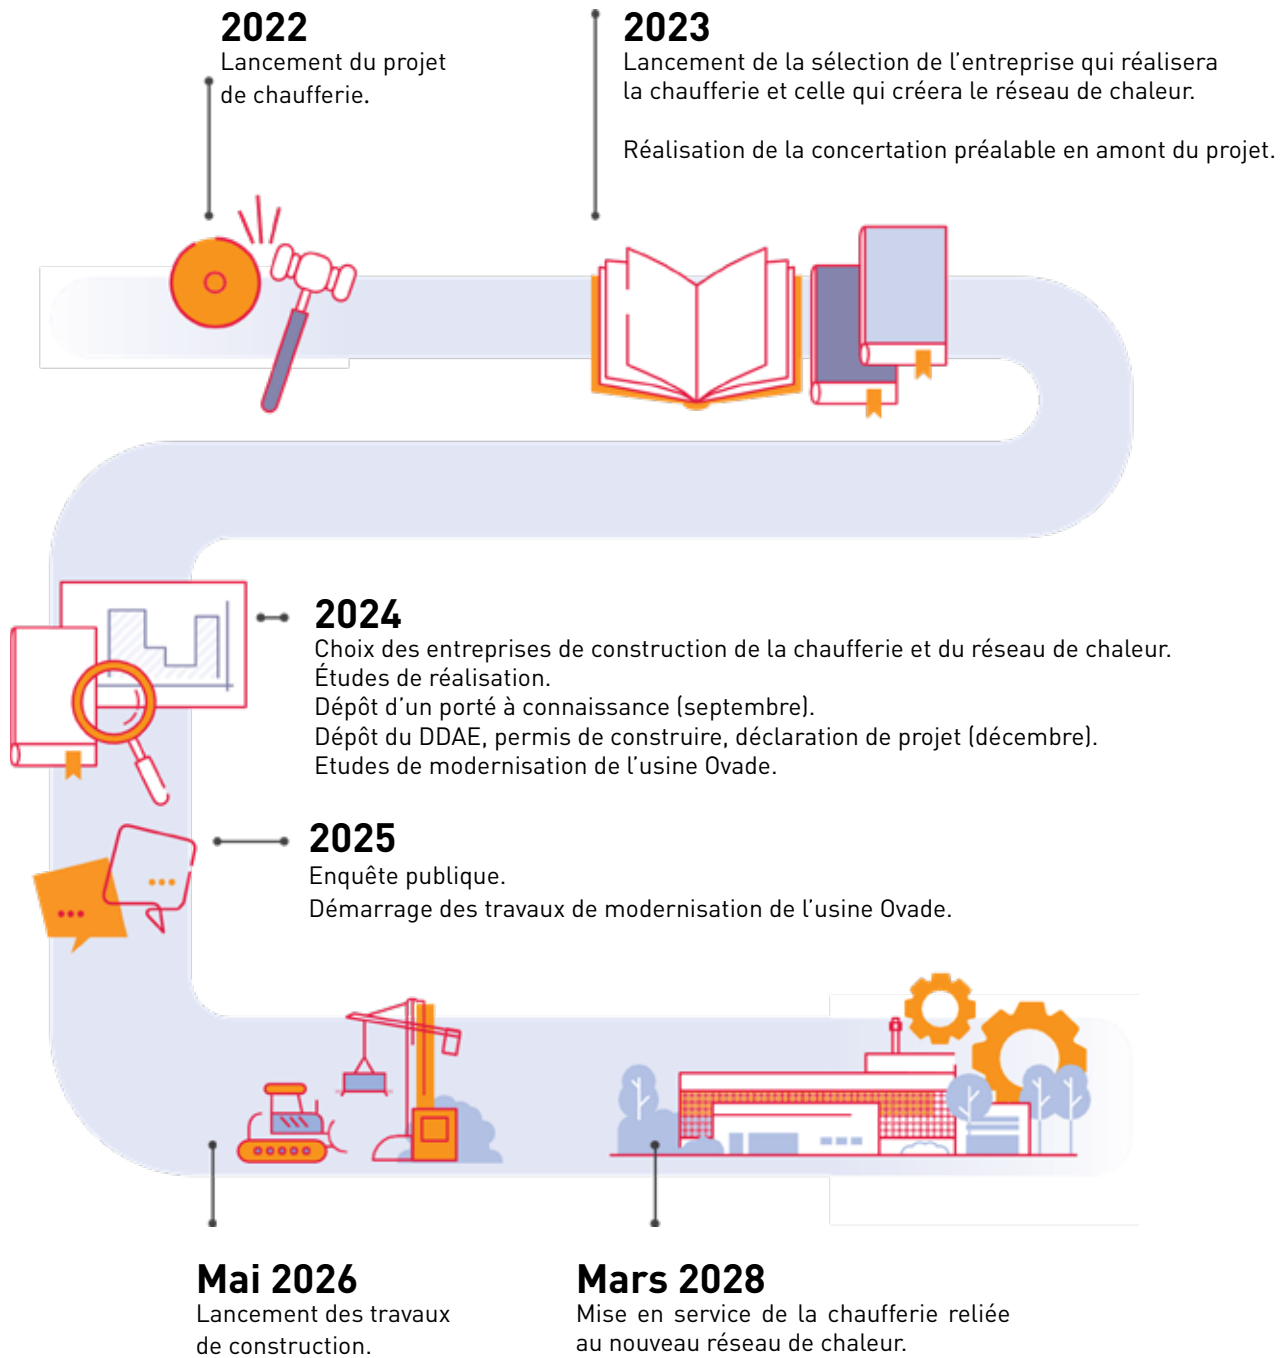 2022
Lancement du projet
de chaufferie.
2023
Lancement de la sélection de l'entreprise qui réalisera
la chaufferie et celle qui créera le réseau de chaleur.
Réalisation de la concertation préalable en amont du projet.
2024
Choix des entreprises de construction de la chaufferie et du réseau de chaleur.
Études de réalisation.
Dépôt d'un porté à connaissance (septembre).
Dépôt du DDAE, permis de construire, déclaration de projet (décembre).
Etudes de modernisation de l'usine Ovade.
2025
Enquête publique.
Démarrage des travaux de modernisation de l'usine Ovade.
Mai 2026
Lancement des travaux
de construction.
Mars 2028
Mise en service de la chaufferie reliée
au nouveau réseau de chaleur.